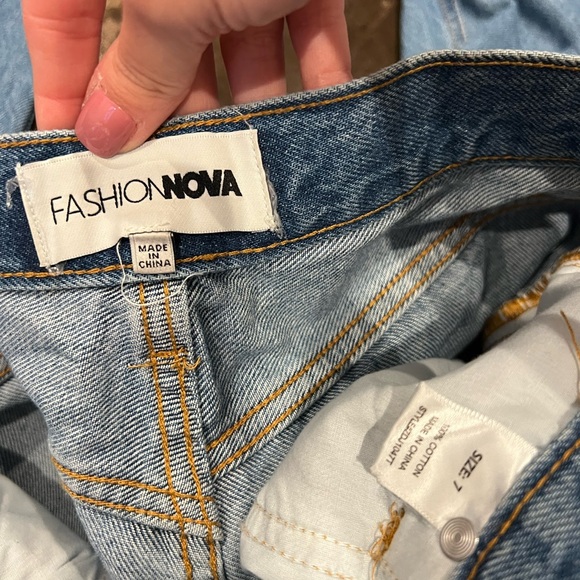 FASHIONNOVA
MADE
IN
CHINA
SIZE: 7
100% COTTON
MADE IN CHINA